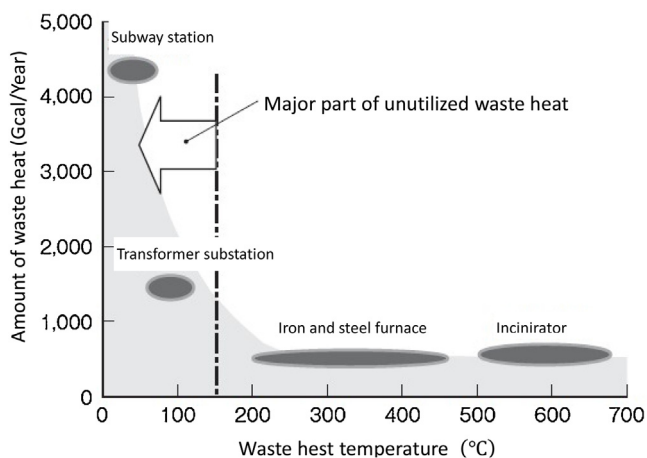 5,000
Subway station
4,000
Major part of unutilized waste heat
3,000
Amount of waste heat (Gcal/Year)
2,000
Transformer substation
1,000
Iron and steel furnace
Incinirator
0
0 100 200 300 400 500 600 700
Waste hest temperature (°C)